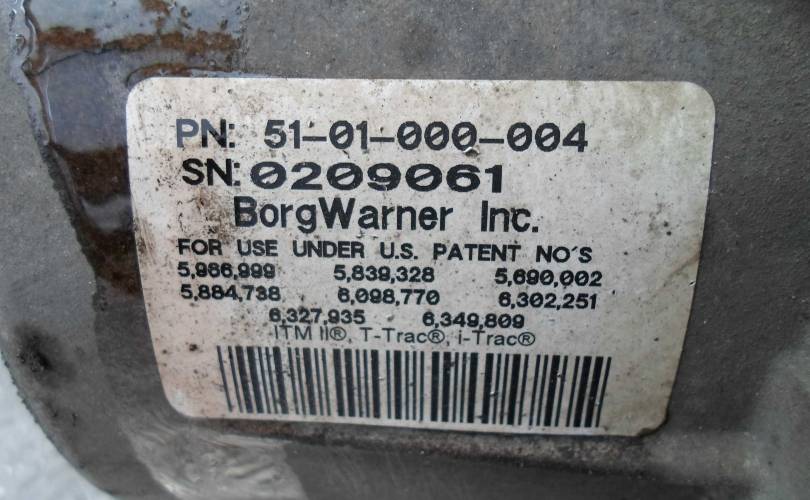 PN: 51-01-000-004
SN: 0209061
BorgWarner Inc.
FOR USE UNDER U.S. PATENT NO'S
5,966,999 5,839,328 5,690,002
5,884,738 6,098,770 6,302,251
6,327,935 6,349,809
ITM II®, T-Trac®, i-Trac®